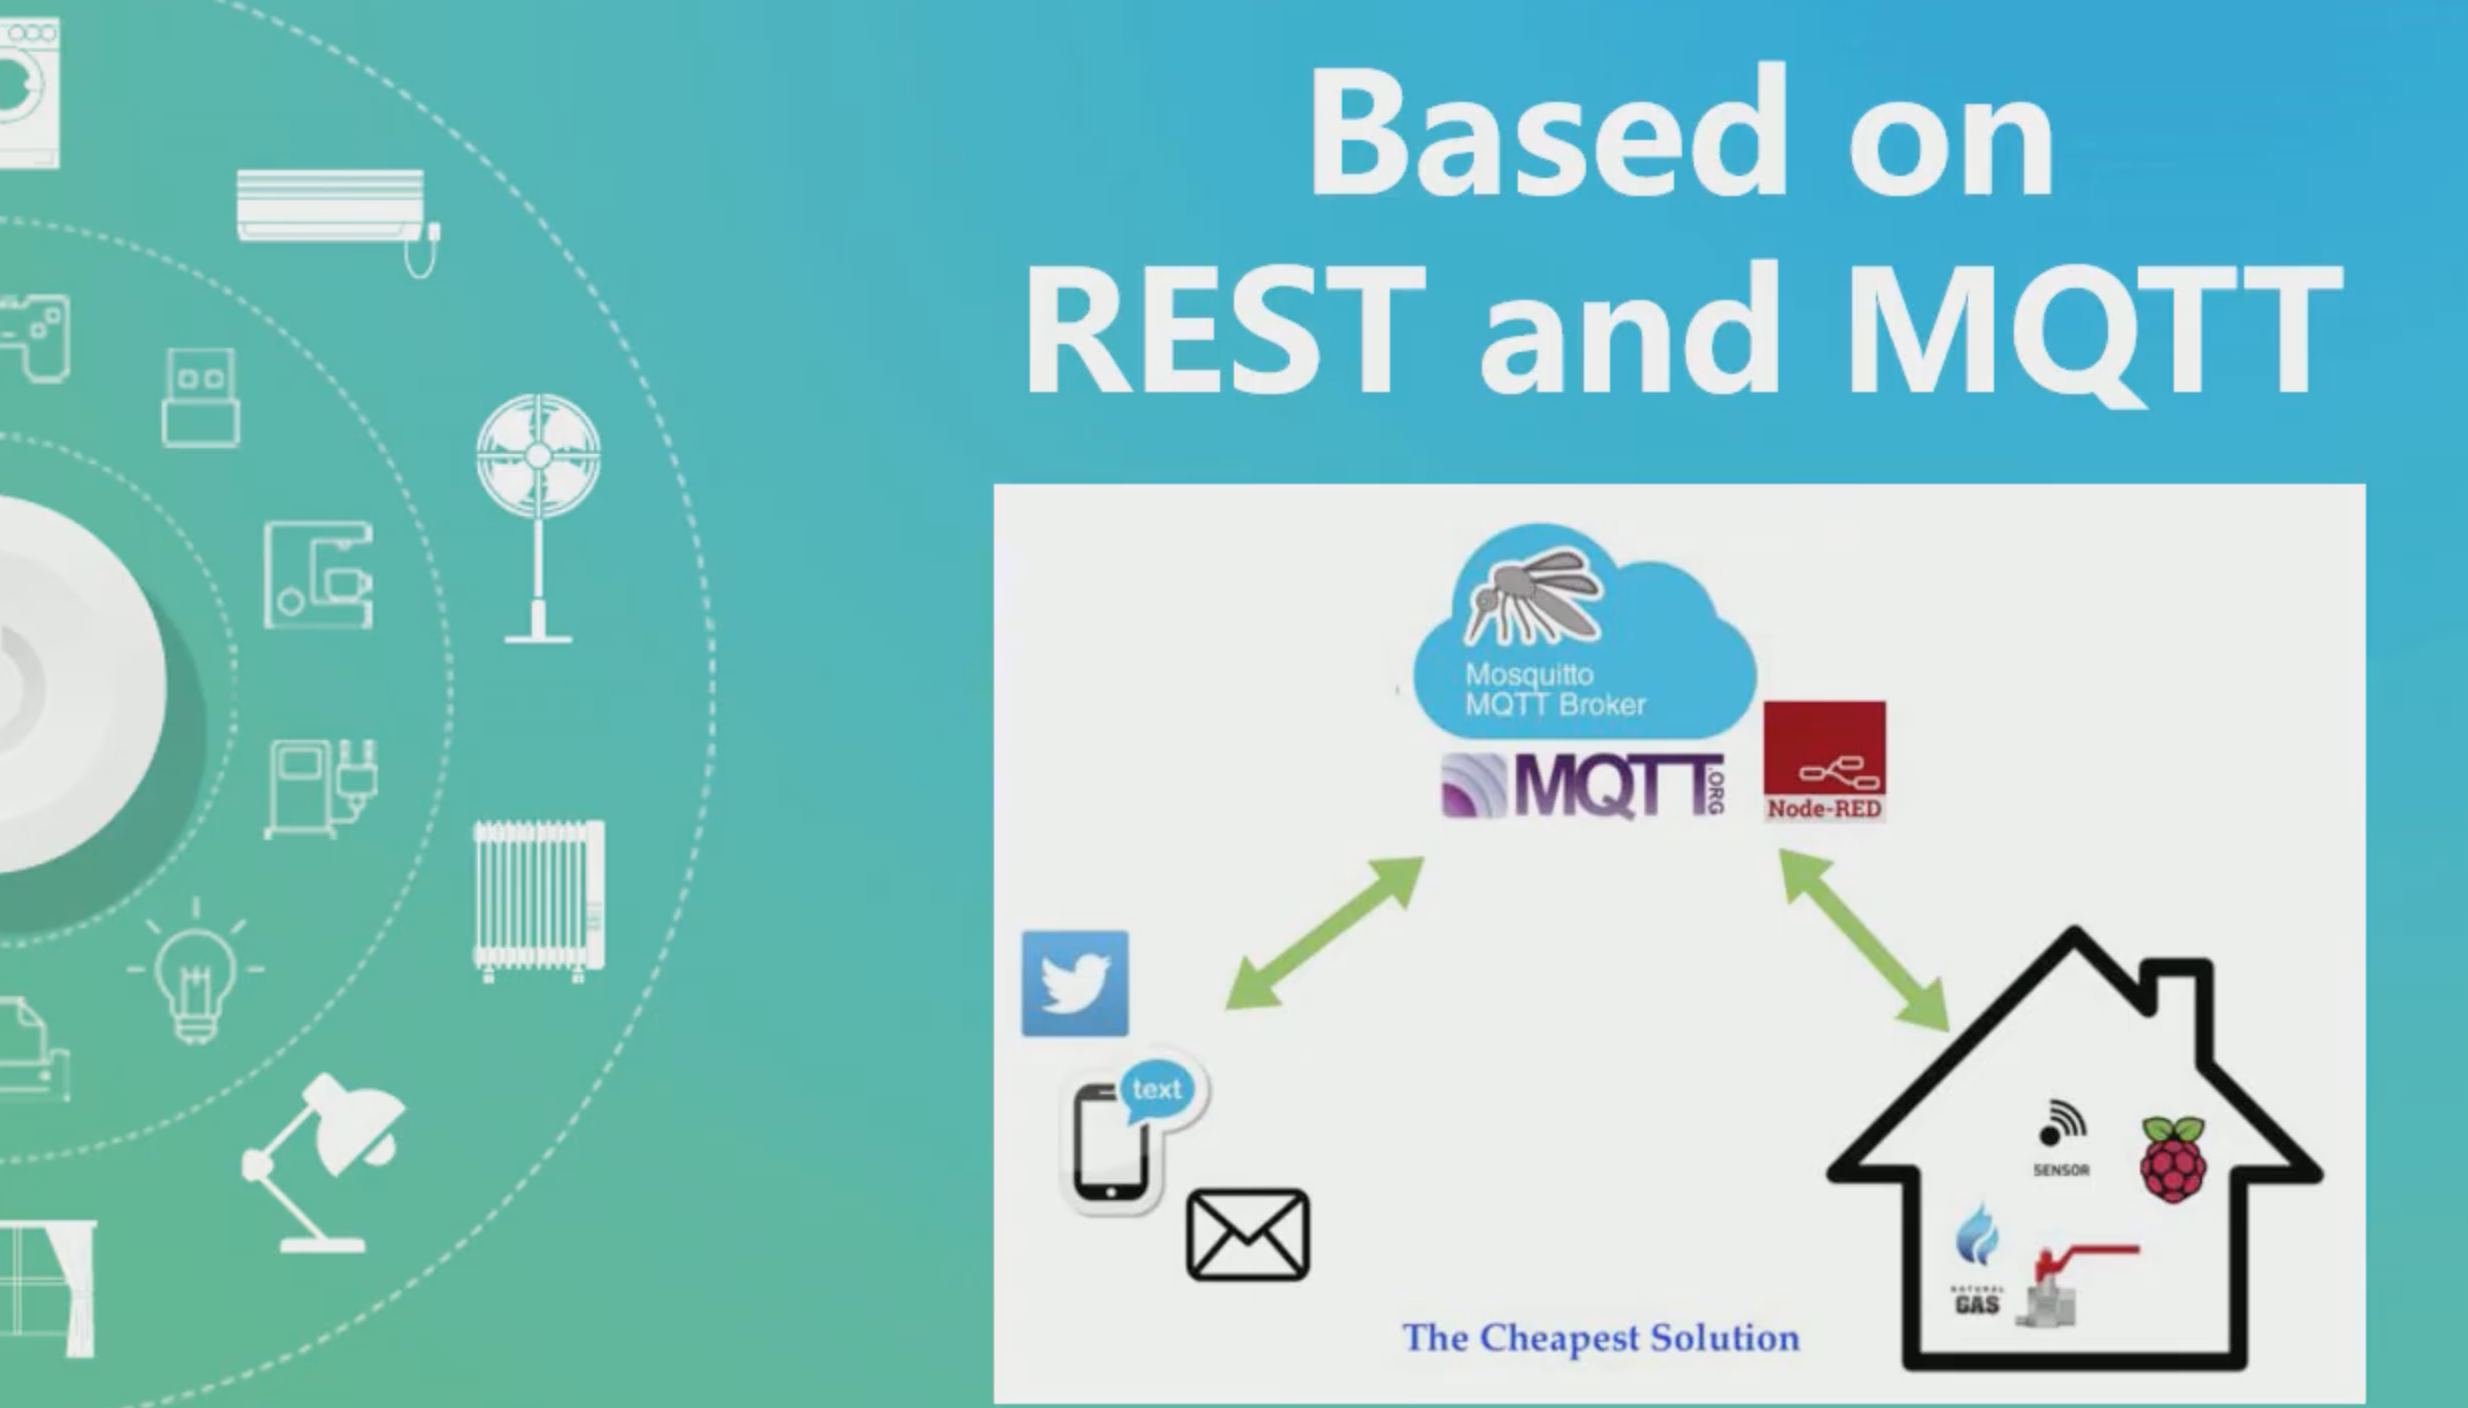 Based on
REST and MQTT
Mosquitto
MQTT Broker
MQTT.ORG
Node-RED
text
SENSOR
NATURAL
GAS
The Cheapest Solution